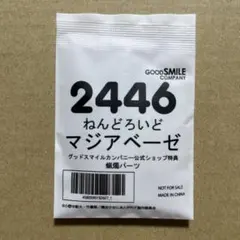 GOOD SMILE
COMPANY
2446
ねんどろいど
マジアベーゼ
グッドスマイルカンパニー公式ショップ特典
蝋燭パーツ
NOT FOR SALE
MADE IN CHINA